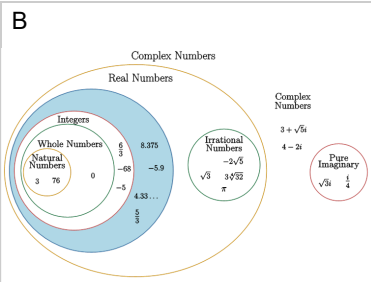 B
Complex Numbers
Real Numbers
Integers
Whole Numbers
Natural
Numbers
3 76
0
6/3
-68
-5
8.375
-5.9
4.33...
5/3
Irrational
Numbers
-2√5
√3 3∜32
π
Complex
Numbers
3 + √5i
4 - 2i
Pure
Imaginary
√3i i/4